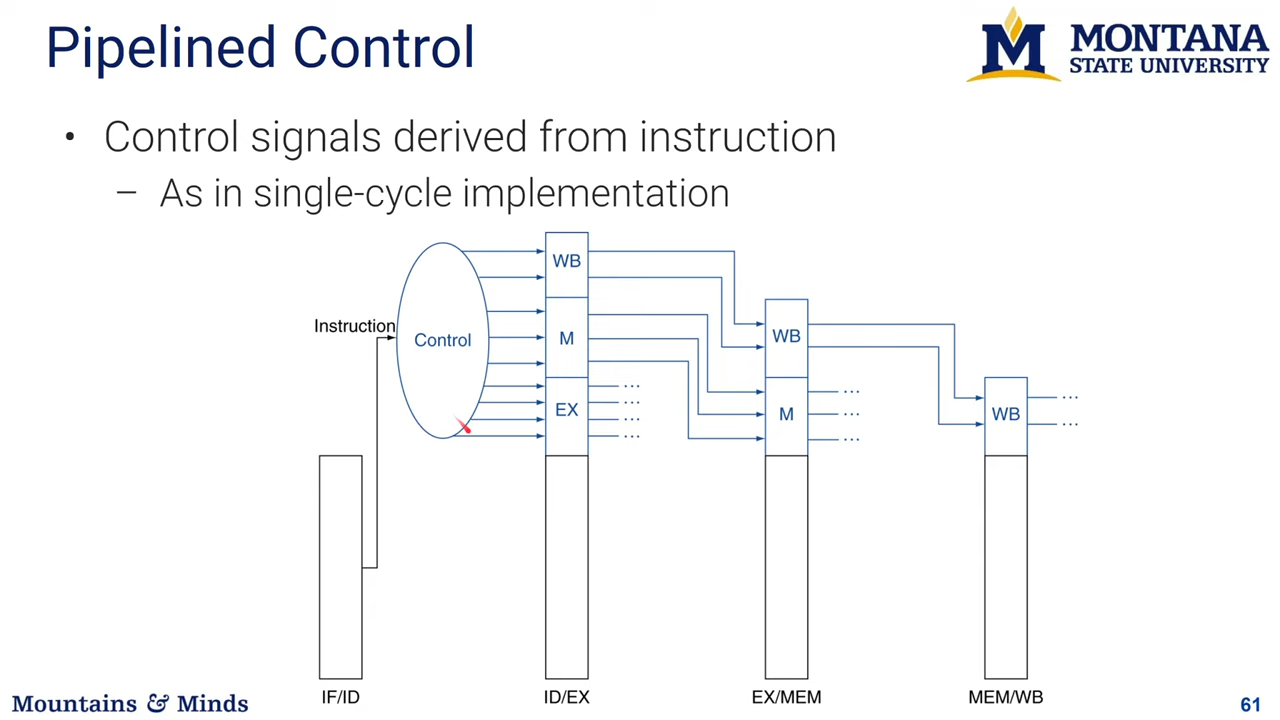 Pipelined Control
MONTANA
STATE UNIVERSITY
• Control signals derived from instruction
– As in single-cycle implementation
WB
Instruction
Control
M
WB
EX
...
...
...
...
M
...
...
...
WB
...
...
IF/ID
ID/EX
EX/MEM
MEM/WB
Mountains & Minds
61